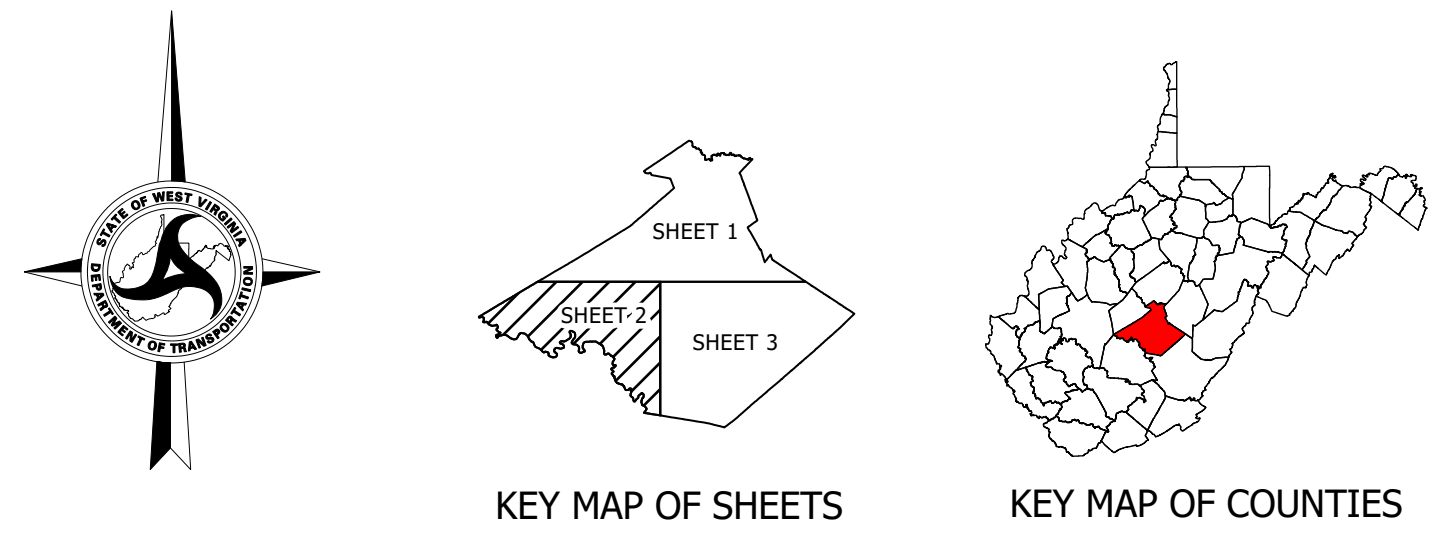 STATE OF WEST VIRGINIA
DEPARTMENT OF TRANSPORTATION
SHEET 1
SHEET 2
SHEET 3
KEY MAP OF SHEETS
KEY MAP OF COUNTIES